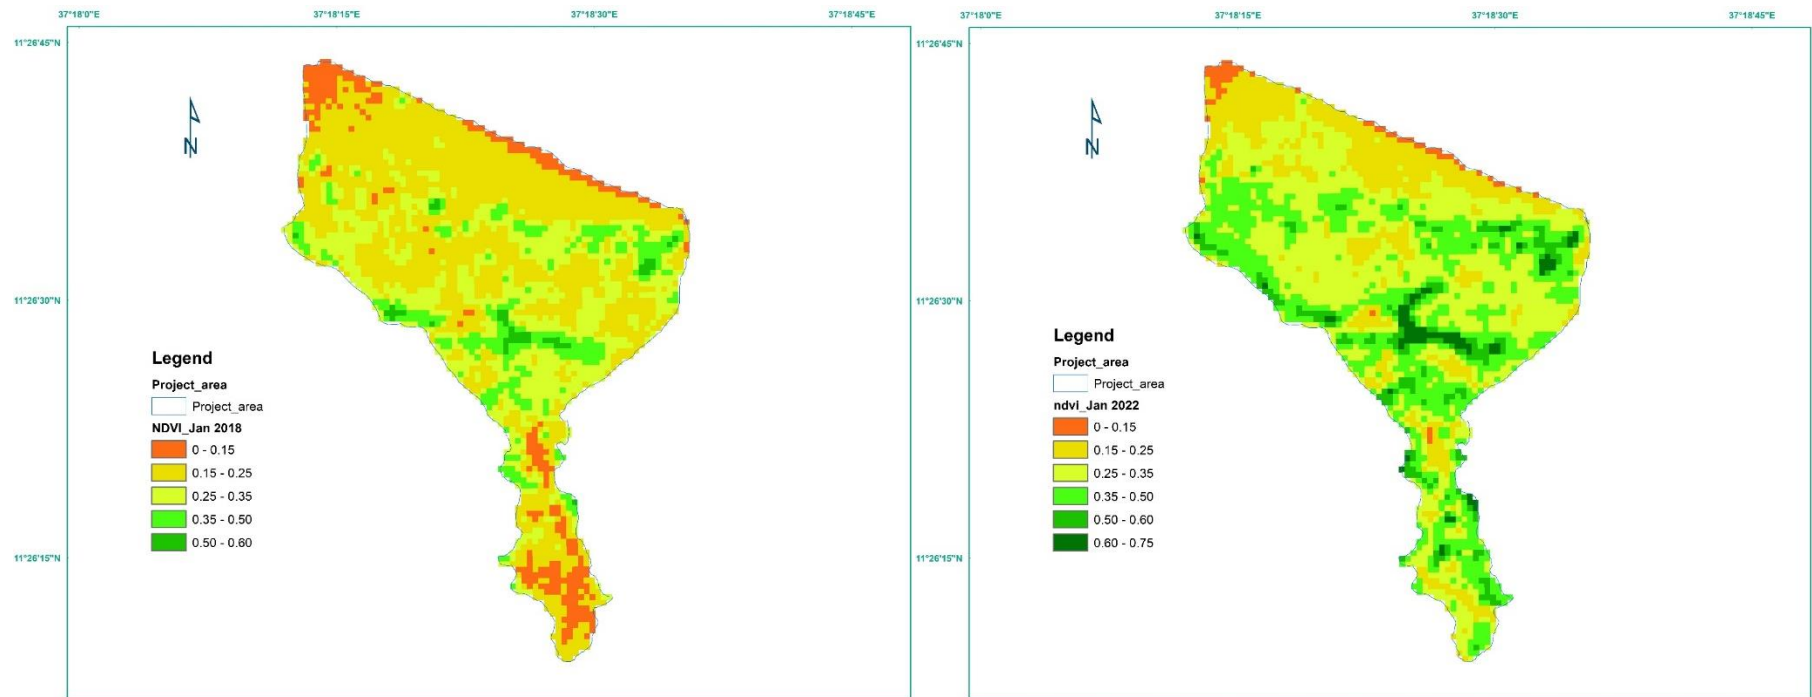 37°18'0"E 37°18'15"E 37°18'30"E 37°18'45"E
11°26'45"N
N
11°26'30"N
Legend
Project_area
Project_area
NDVI_Jan 2018
0 - 0.15
0.15 - 0.25
0.25 - 0.35
0.35 - 0.50
0.50 - 0.60
11°26'15"N
37°18'0"E 37°18'15"E 37°18'30"E 37°18'45"E
11°26'45"N
N
11°26'30"N
Legend
Project_area
Project_area
ndvi_Jan 2022
0 - 0.15
0.15 - 0.25
0.25 - 0.35
0.35 - 0.50
0.50 - 0.60
0.60 - 0.75
11°26'15"N